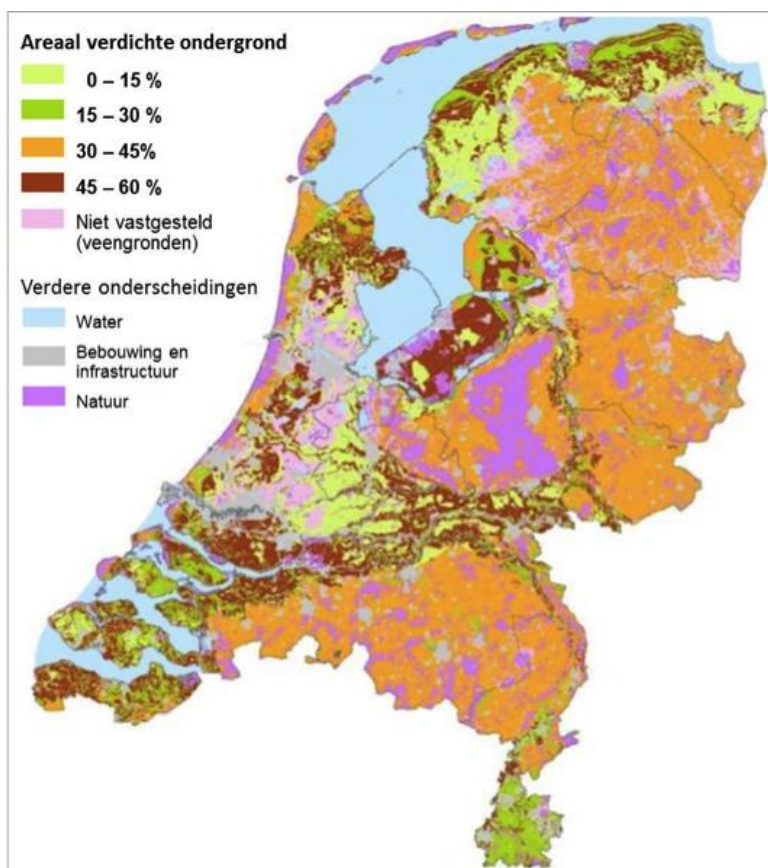 Areaal verdichte ondergrond
0 – 15 %
15 – 30 %
30 – 45%
45 – 60 %
Niet vastgesteld
(veengronden)
Verdere onderscheidingen
Water
Bebouwing en
infrastructuur
Natuur